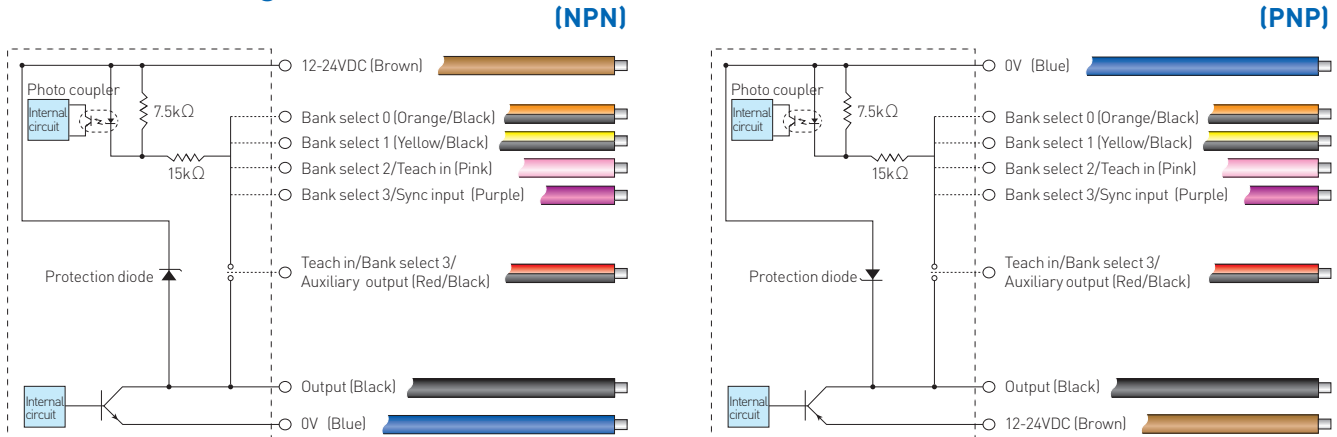 (NPN)
12-24VDC (Brown)
Photo coupler
Internal
circuit
7.5kΩ
15kΩ
Bank select 0 (Orange/Black)
Bank select 1 (Yellow/Black)
Bank select 2/Teach in (Pink)
Bank select 3/Sync input (Purple)
Protection diode
Teach in/Bank select 3/
Auxiliary output (Red/Black)
Internal
circuit
Output (Black)
0V (Blue)
(PNP)
0V (Blue)
Photo coupler
Internal
circuit
7.5kΩ
15kΩ
Bank select 0 (Orange/Black)
Bank select 1 (Yellow/Black)
Bank select 2/Teach in (Pink)
Bank select 3/Sync input (Purple)
Protection diode
Teach in/Bank select 3/
Auxiliary output (Red/Black)
Internal
circuit
Output (Black)
12-24VDC (Brown)